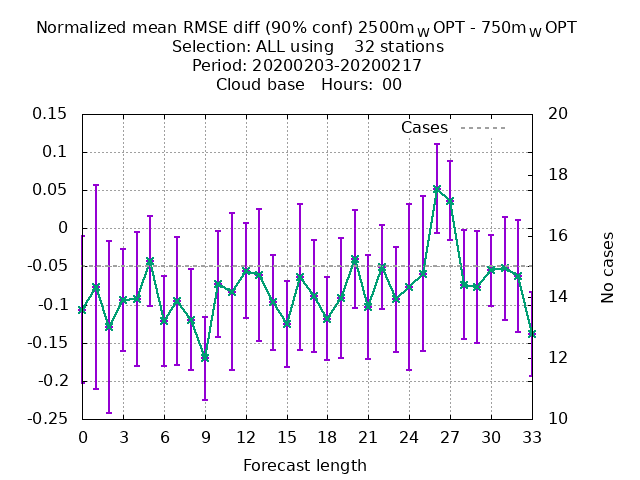 Normalized mean RMSE diff (90% conf) 2500m W OPT - 750m W OPT
Selection: ALL using    32 stations
Period: 20200203-20200217
Cloud base   Hours: 00
Cases
0.15
0.1
0.05
0
-0.05
-0.1
-0.15
-0.2
-0.25
20
18
16
14
12
10
No cases
0 3 6 9 12 15 18 21 24 27 30 33
Forecast length